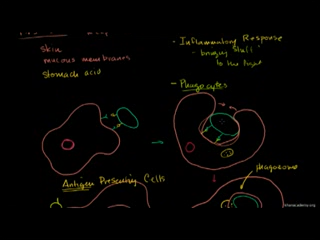 skin
mucous membranes
stomach acid
- Inflammatory Response
- bringing stuff
to the fight
- Phagocytes
phagosome
Antigen Presenting Cells